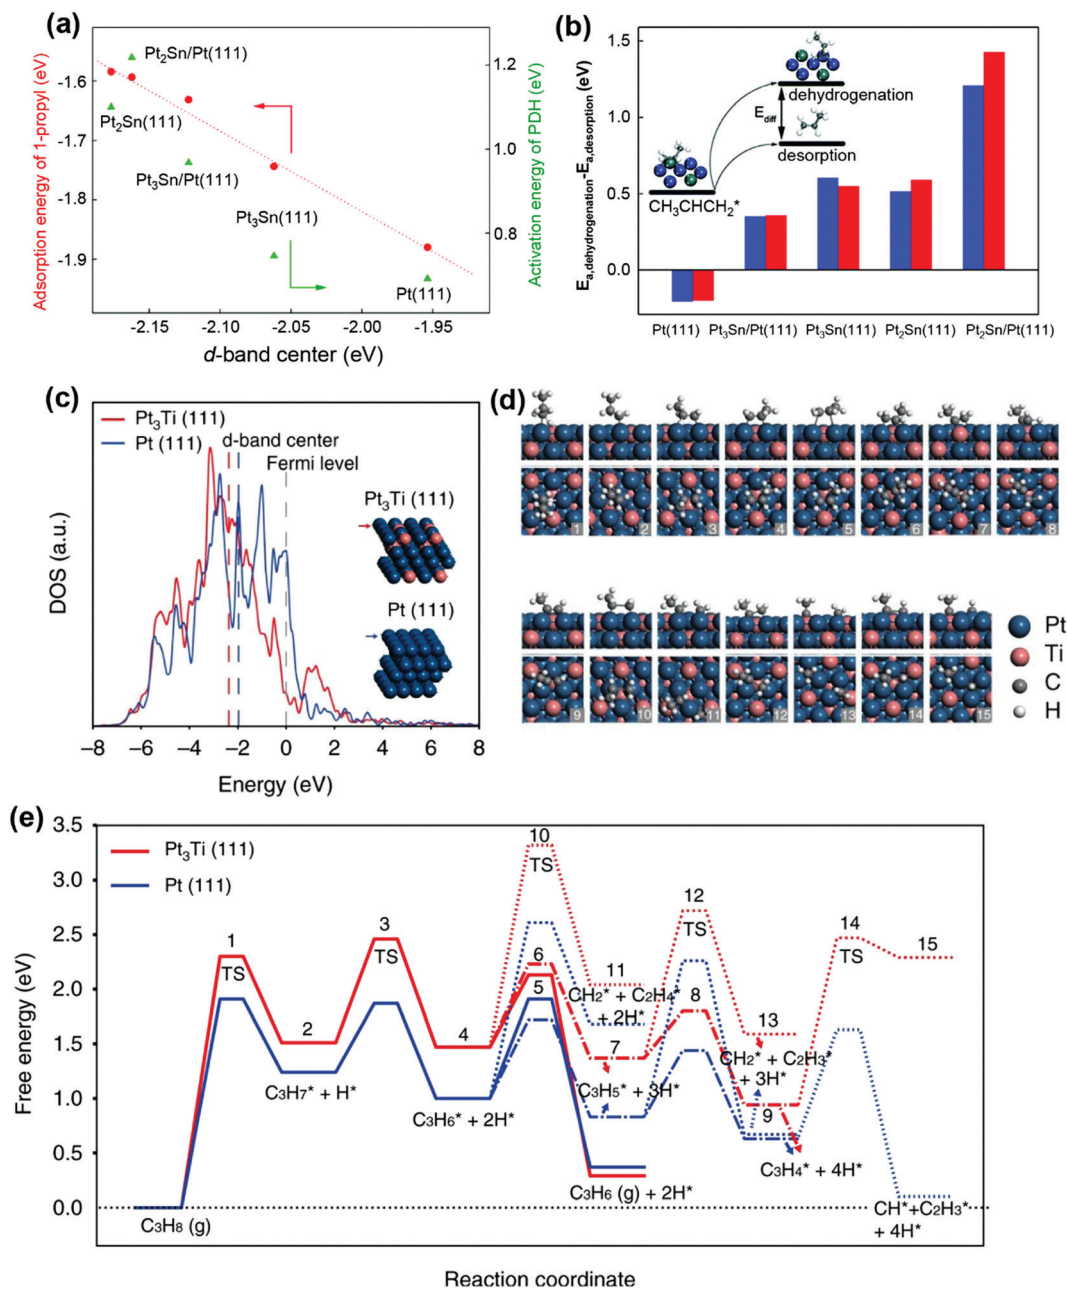 (a)
Adsorption energy of 1-propyl (eV)
-1.6
-1.7
-1.8
-1.9
Pt2Sn/Pt(111)
Pt2Sn(111)
Pt3Sn/Pt(111)
Pt3Sn(111)
Pt(111)
1.2
1.0
0.8
Activation energy of PDH (eV)
-2.15
-2.10
-2.05
-2.00
-1.95
d-band center (eV)
(b)
Ea,dehydrogenation-Ea,desorption (eV)
1.5
1.0
0.5
0.0
dehydrogenation
Ediff
desorption
CH3CHCH2*
Pt(111)
Pt3Sn/Pt(111)
Pt3Sn(111)
Pt2Sn(111)
Pt2Sn/Pt(111)
(c)
Pt3Ti (111)
Pt (111)
d-band center
Fermi level
Pt3Ti (111)
Pt (111)
DOS (a.u.)
−8
−6
−4
−2
0
2
4
6
8
Energy (eV)
(d)
1
2
3
4
5
6
7
8
9
10
11
12
13
14
15
Pt
Ti
C
H
(e)
Free energy (eV)
3.5
3.0
2.5
2.0
1.5
1.0
0.5
0.0
Pt3Ti (111)
Pt (111)
1
TS
2
3
TS
4
10
TS
6
5
11
CH2* + C2H4*
+ 2H*
7
C3H5* + 3H*
12
TS
8
13
CH2* + C2H3*
+ 3H*
9
C3H4* + 4H*
14
TS
15
C3H8 (g)
C3H7* + H*
C3H6* + 2H*
C3H6 (g) + 2H*
CH*+C2H3*
+ 4H*
Reaction coordinate